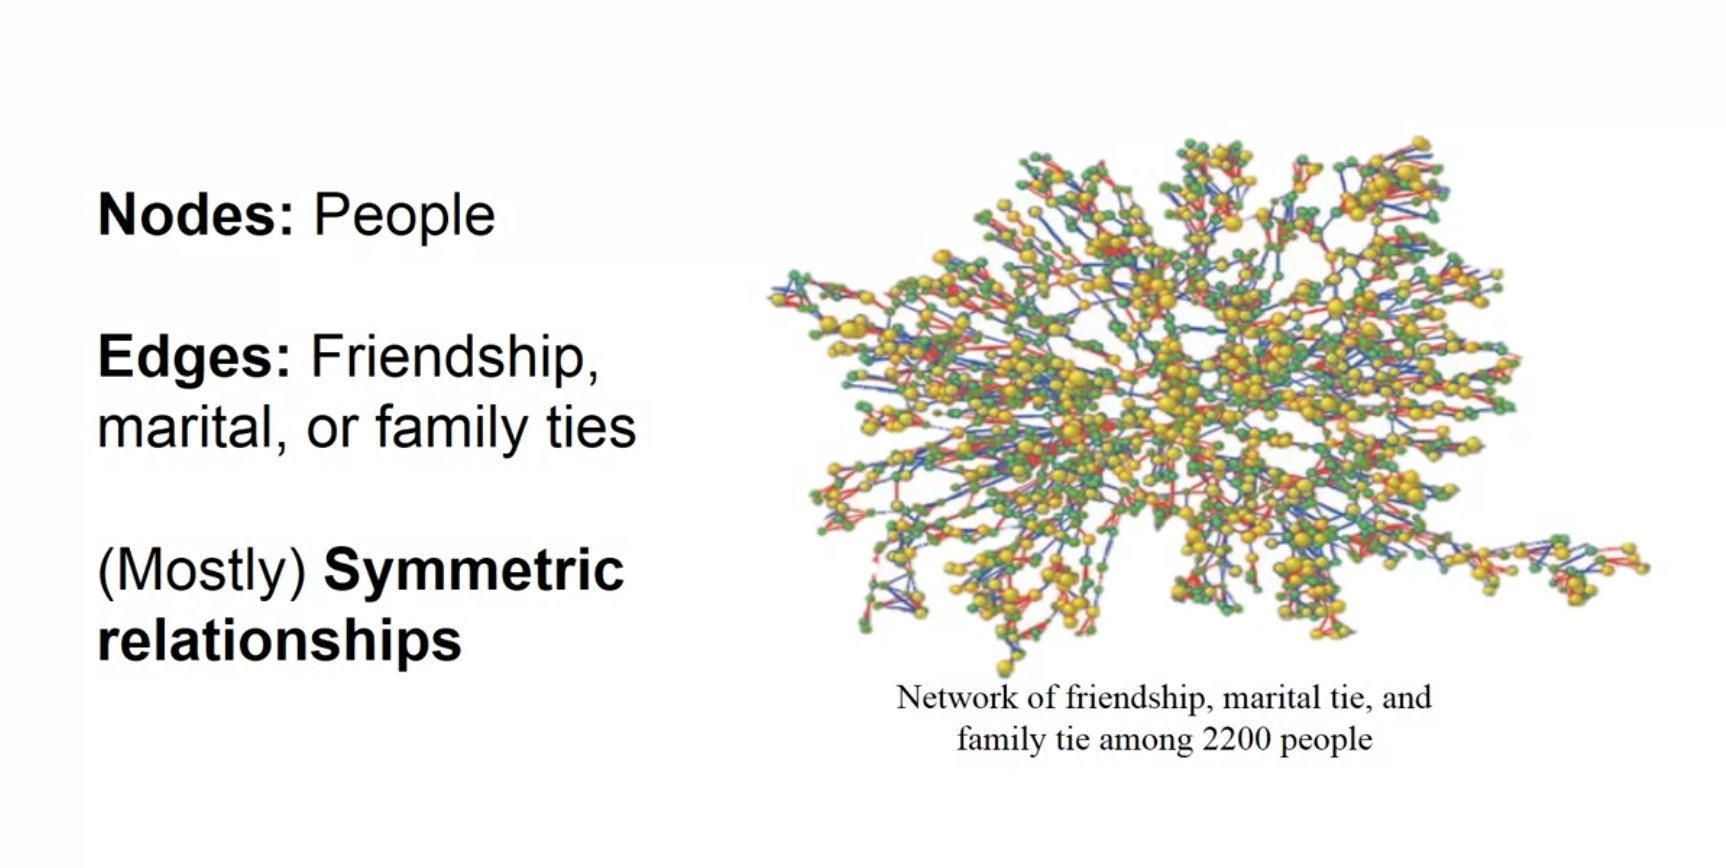 Nodes: People
Edges: Friendship,
marital, or family ties
(Mostly) Symmetric
relationships
Network of friendship, marital tie, and
family tie among 2200 people